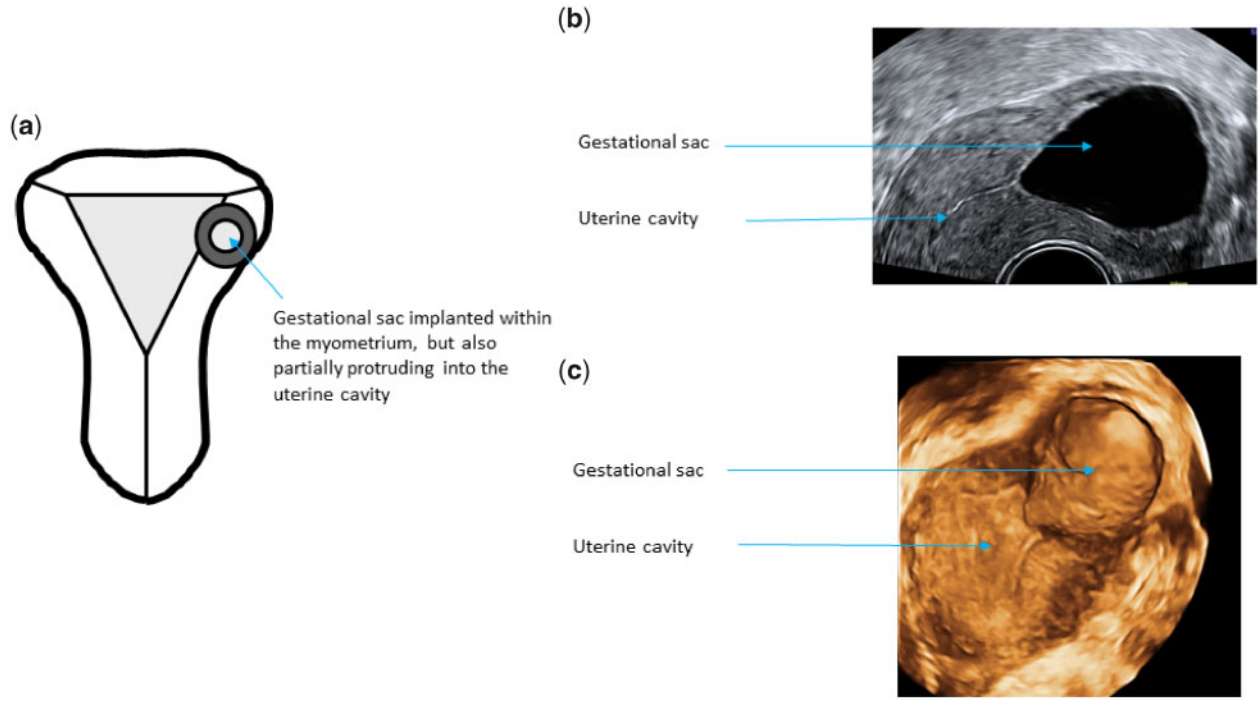 (a)
Gestational sac implanted within
the myometrium, but also
partially protruding into the
uterine cavity
(b)
Gestational sac
Uterine cavity
(c)
Gestational sac
Uterine cavity